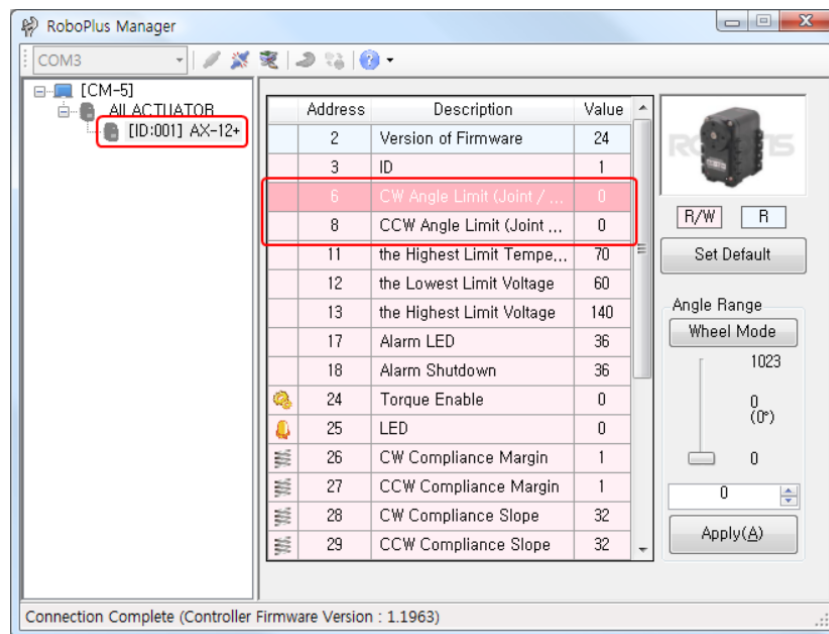 RoboPlus Manager
COM3
[CM-5]
All ACTUATOR
[ID:001] AX-12+
Address Description Value
2 Version of Firmware 24
3 ID 1
6 CW Angle Limit (Joint / ... 0
8 CCW Angle Limit (Joint ... 0
11 the Highest Limit Tempe... 70
12 the Lowest Limit Voltage 60
13 the Highest Limit Voltage 140
17 Alarm LED 36
18 Alarm Shutdown 36
24 Torque Enable 0
25 LED 0
26 CW Compliance Margin 1
27 CCW Compliance Margin 1
28 CW Compliance Slope 32
29 CCW Compliance Slope 32
R/W R
Set Default
Angle Range
Wheel Mode
1023
0
(0°)
0
0
Apply(A)
Connection Complete (Controller Firmware Version : 1.1963)